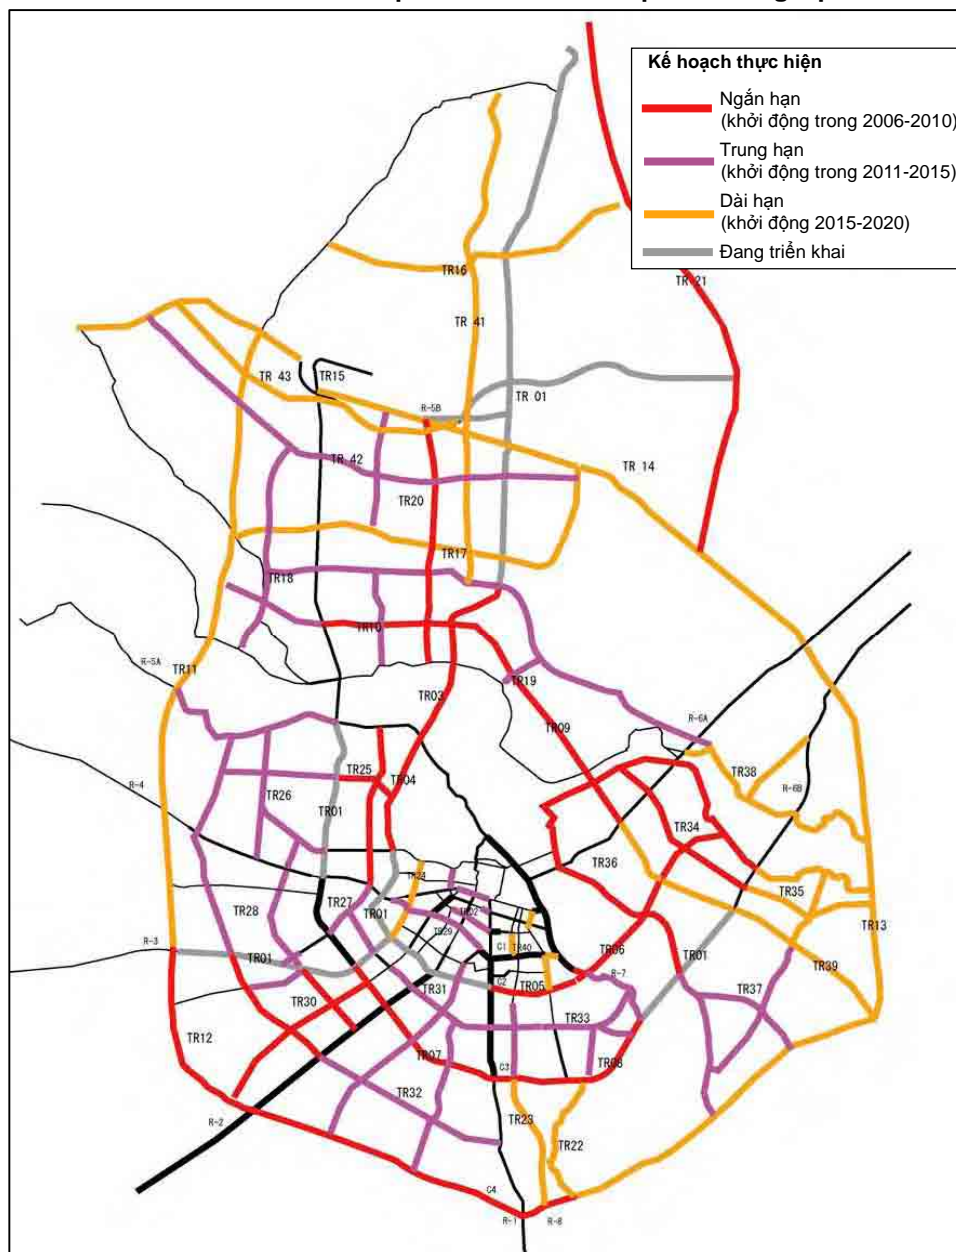 Kế hoạch thực hiện
Ngắn hạn
(khởi động trong 2006-2010)
Trung hạn
(khởi động trong 2011-2015)
Dài hạn
(khởi động 2015-2020)
Đang triển khai
TR16
TR 21
TR 41
TR 43
TR15
TR 01
R-5B
TR 42
TR 14
TR20
TR17
TR18
TR10
R-5A
TR11
TR03
TR19
R-6A
TR09
TR38
R-4
TR25
TR04
R-6B
TR26
TR01
TR34
TR36
TR24
TR35
TR28
TR27
TR01
TR02
TR29
TR13
R-3
TR01
C1
TR40
TR06
TR01
TR39
TR30
TR31
C2
TR05
R-7
TR37
TR12
TR33
TR07
C3
TR08
TR32
R-2
TR23
TR22
C4
R-1
R-8